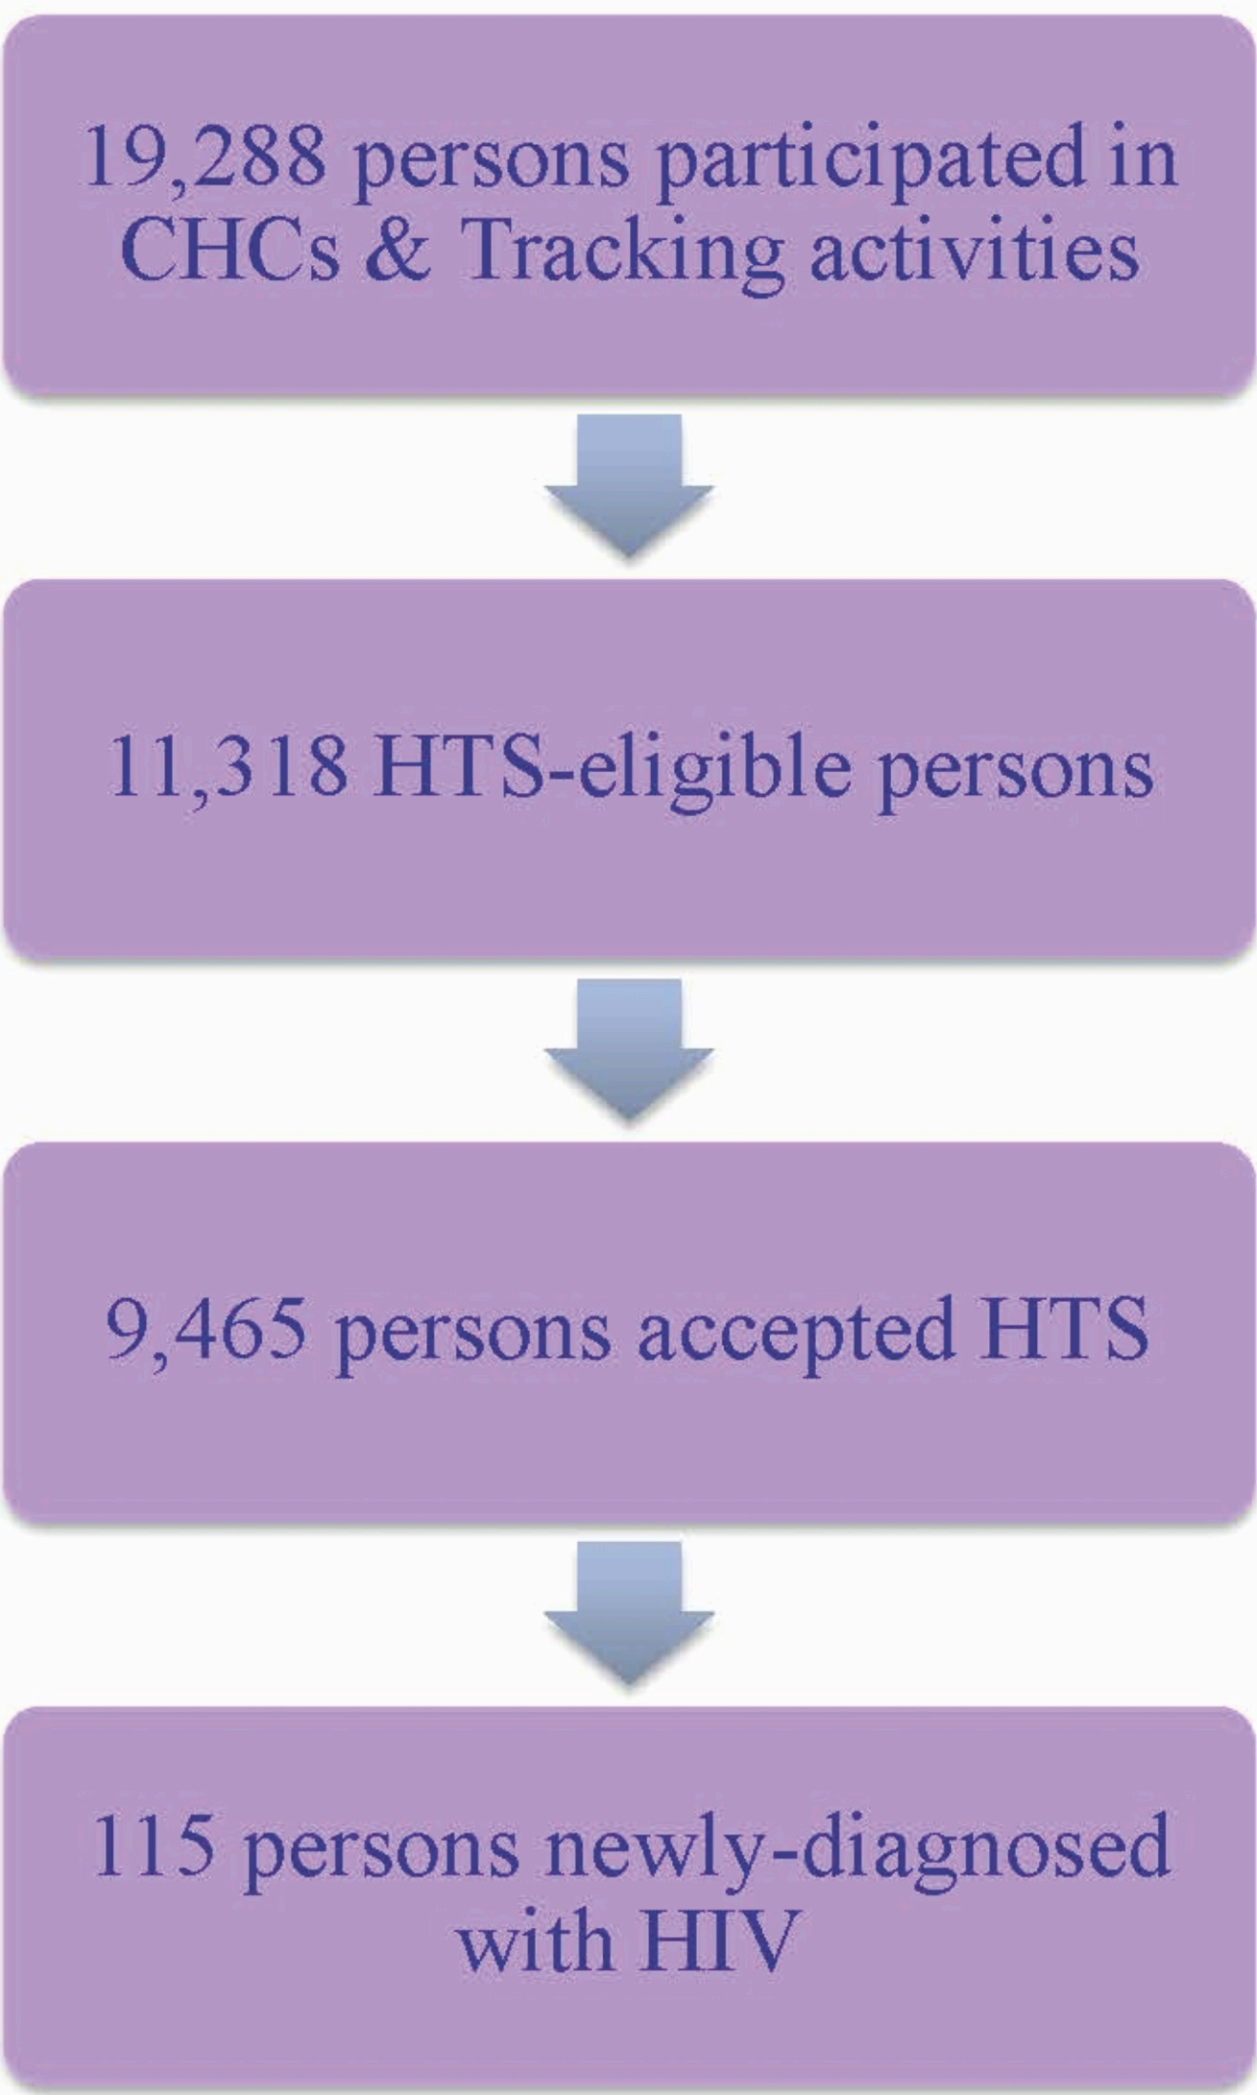 19,288 persons participated in
CHCs & Tracking activities
11,318 HTS-eligible persons
9,465 persons accepted HTS
115 persons newly-diagnosed
with HIV